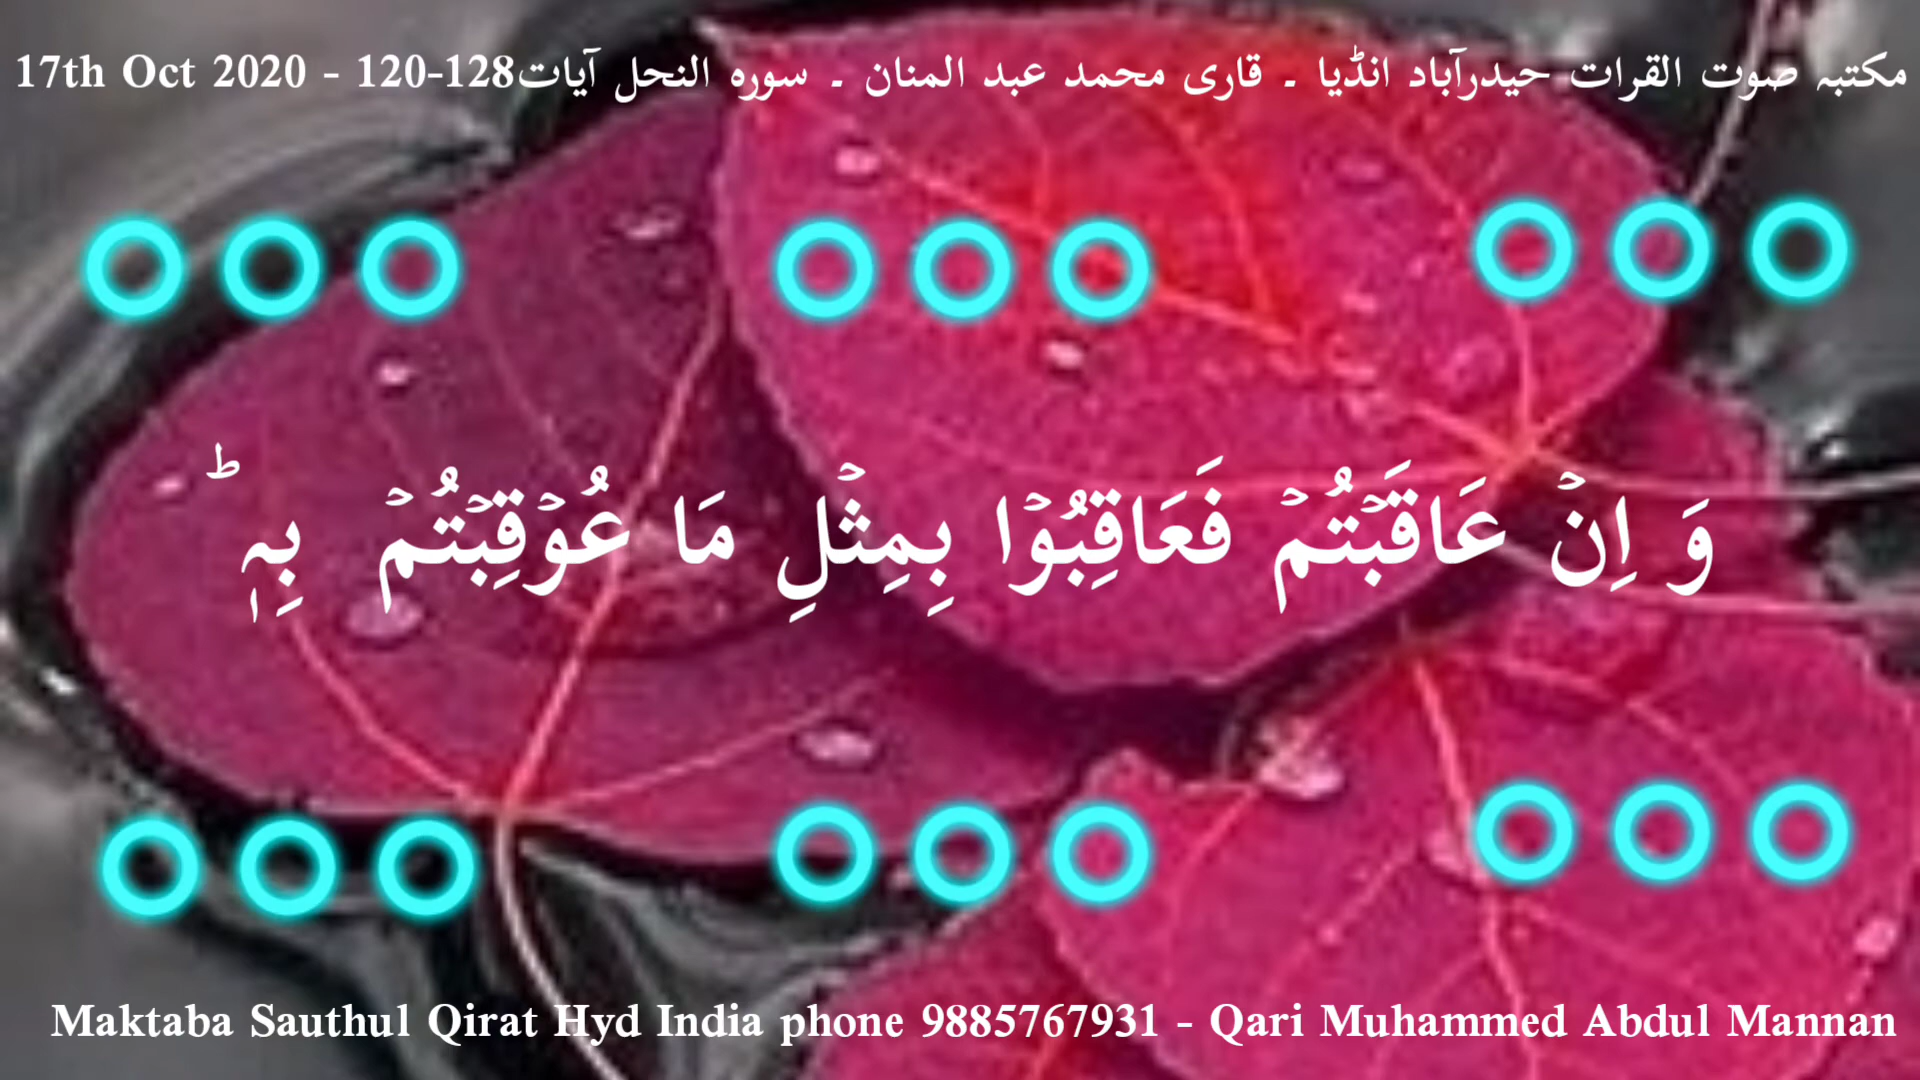 مکتبہ صوت القرات حیدرآباد انڈیا ۔ قاری محمد عبد المنان ۔ سورہ النحل آیات120-128 - 17th Oct 2020
وَ اِنۡ عَاقَبۡتُمۡ فَعَاقِبُوۡا بِمِثۡلِ مَا عُوۡقِبۡتُمۡ بِہٖ ؕ
Maktaba Sauthul Qirat Hyd India phone 9885767931 - Qari Muhammed Abdul Mannan